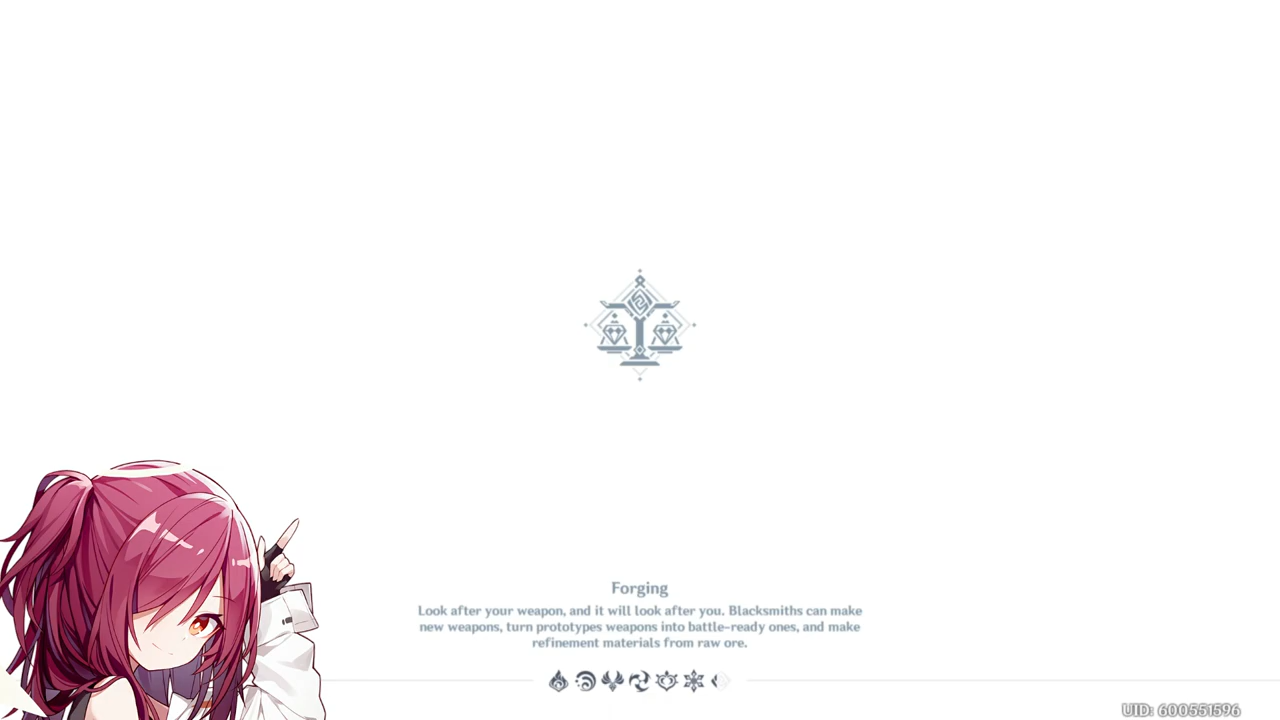 Forging
Look after your weapon, and it will look after you. Blacksmiths can make
new weapons, turn prototypes weapons into battle-ready ones, and make
refinement materials from raw ore.
UID: 600551596